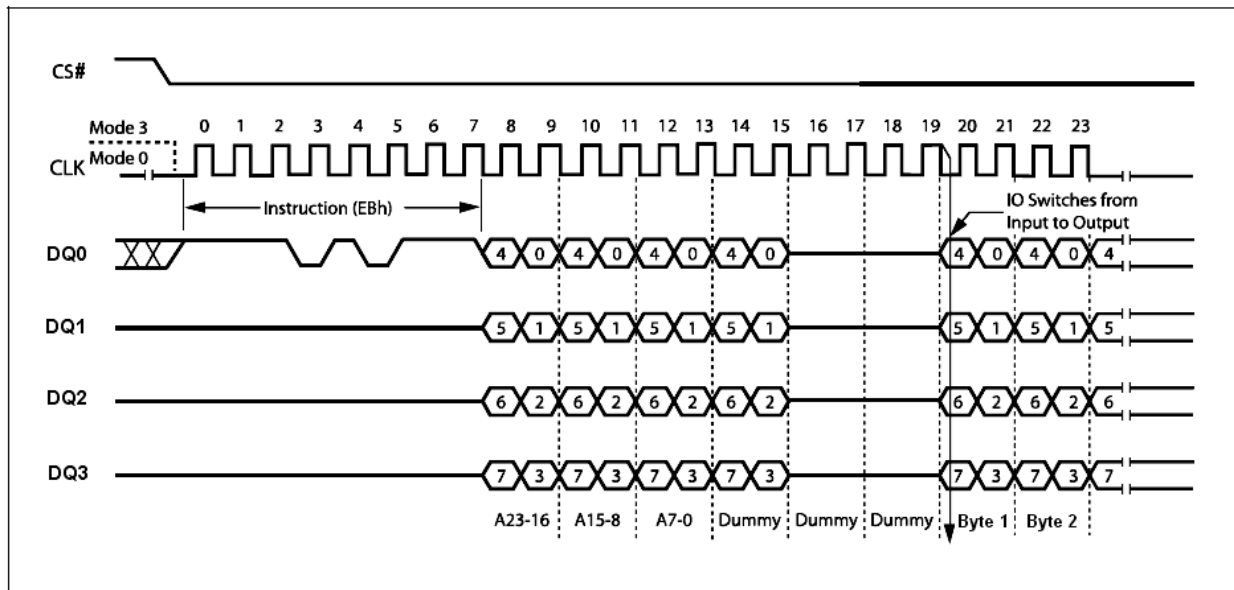 CS#
Mode 3
0 1 2 3 4 5 6 7 8 9 10 11 12 13 14 15 16 17 18 19 20 21 22 23
CLK Mode 0
Instruction (EBh)
IO Switches from
Input to Output
DQ0 4 0 4 0 4 0 4 0 4 0 4 0 4
DQ1 5 1 5 1 5 1 5 1 5 1 5 1 5
DQ2 6 2 6 2 6 2 6 2 6 2 6 2 6
DQ3 7 3 7 3 7 3 7 3 7 3 7 3 7
A23-16 A15-8 A7-0 Dummy Dummy Dummy Byte 1 Byte 2